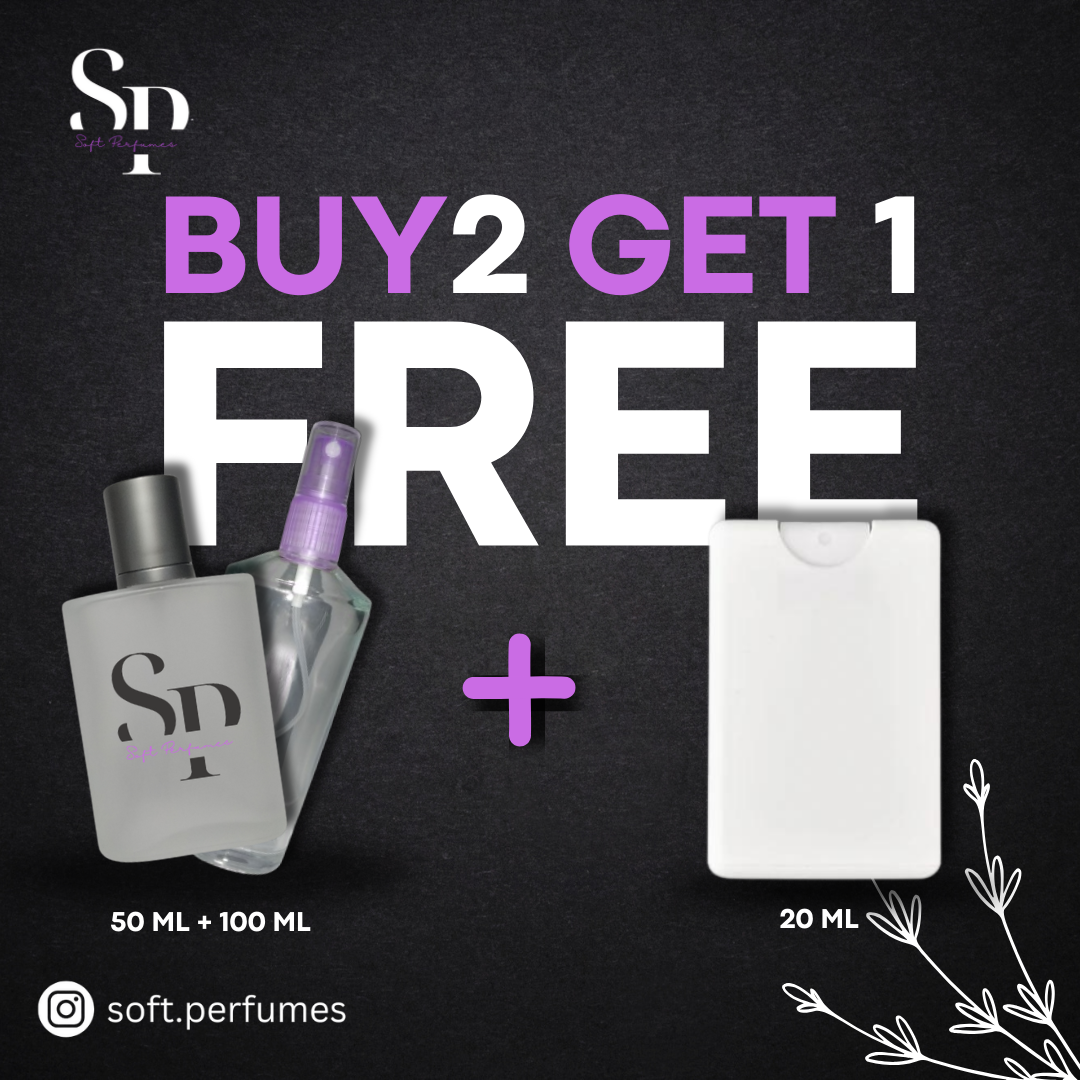 SP
Soft Perfumes
BUY2 GET 1
FREE
SP
Soft Perfumes
50 ML + 100 ML
20 ML
soft.perfumes